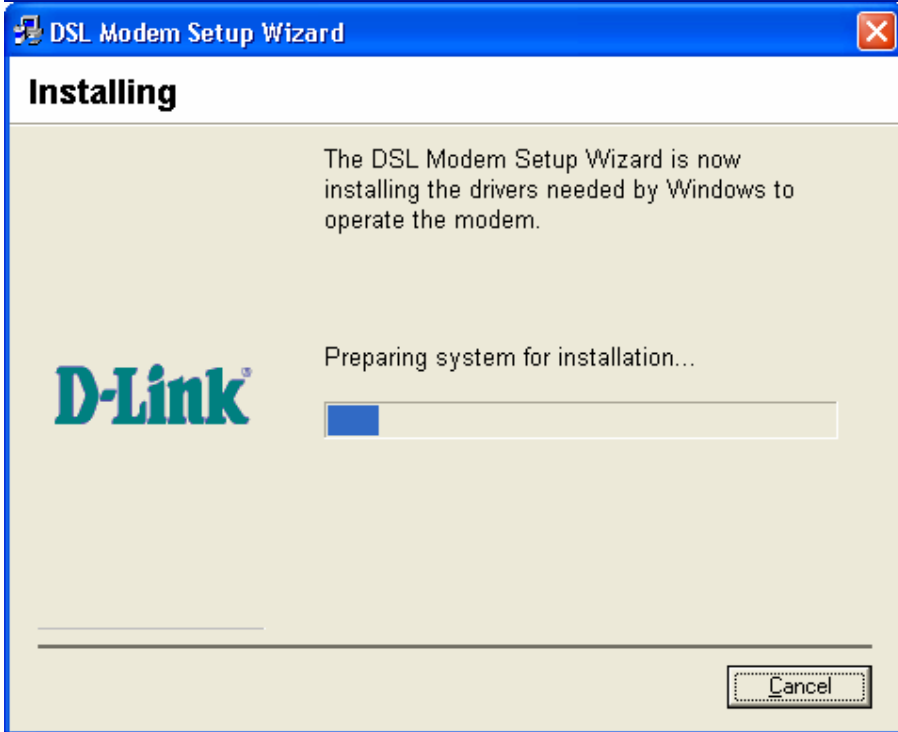 DSL Modem Setup Wizard
Installing
The DSL Modem Setup Wizard is now
installing the drivers needed by Windows to
operate the modem.
Preparing system for installation...
D-Link
Cancel